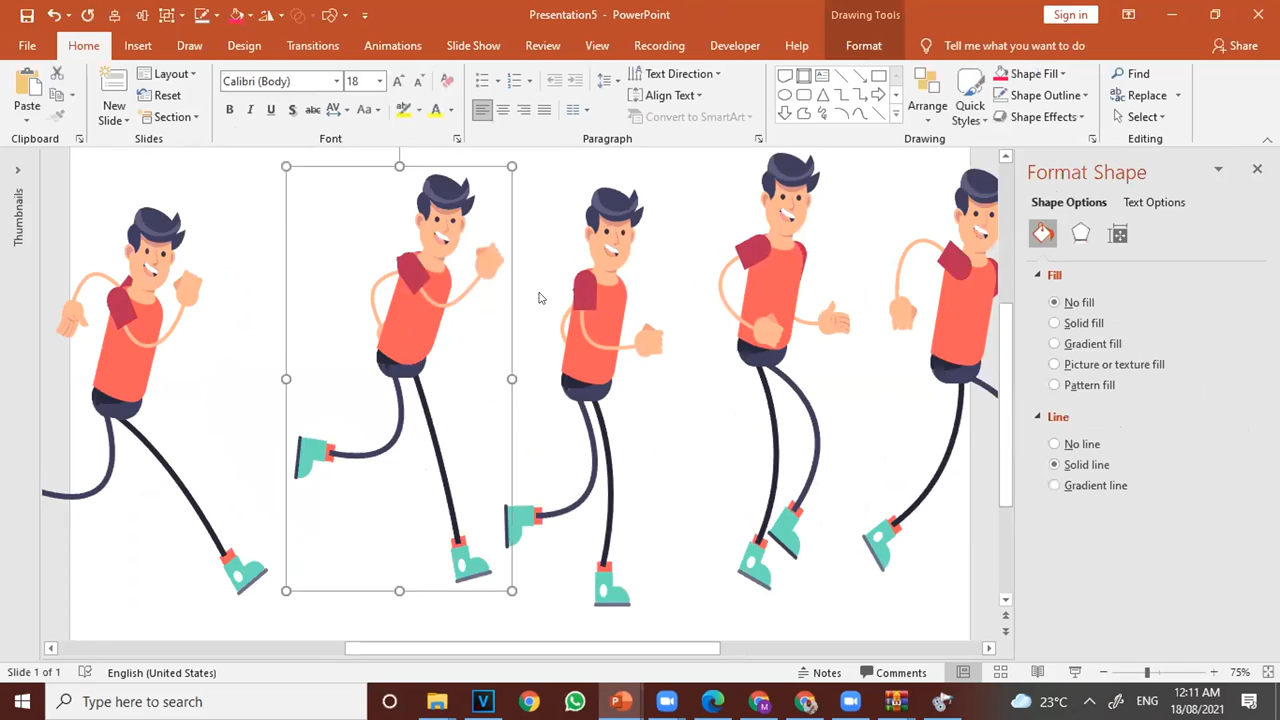 Presentation5 - PowerPoint
Drawing Tools
Sign in
File Home Insert Draw Design Transitions Animations Slide Show Review View Recording Developer Help Format Tell me what you want to do Share
Paste
New Slide
Layout
Reset
Section
Calibri (Body) 18
B I U S abc AV Aa A
Text Direction
Align Text
Convert to SmartArt
Arrange
Quick Styles
Shape Fill
Shape Outline
Shape Effects
Find
Replace
Select
Clipboard Slides Font Paragraph Drawing Editing
Thumbnails
Format Shape
Shape Options Text Options
Fill
No fill
Solid fill
Gradient fill
Picture or texture fill
Pattern fill
Line
No line
Solid line
Gradient line
Slide 1 of 1 English (United States) Notes Comments 75%
Type here to search
23°C
ENG
12:11 AM
18/08/2021